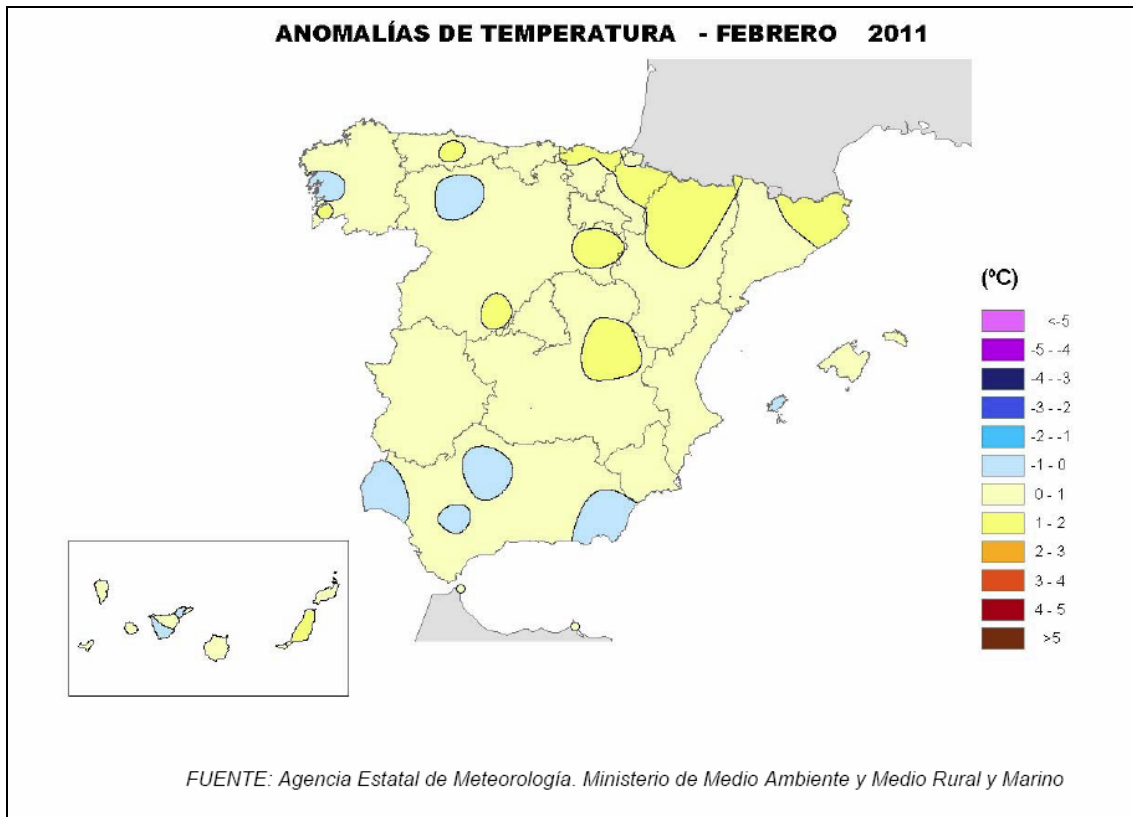 ANOMALÍAS DE TEMPERATURA - FEBRERO 2011
(ºC)
<-5
-5 - -4
-4 - -3
-3 - -2
-2 - -1
-1 - 0
0 - 1
1 - 2
2 - 3
3 - 4
4 - 5
>5
FUENTE: Agencia Estatal de Meteorología. Ministerio de Medio Ambiente y Medio Rural y Marino